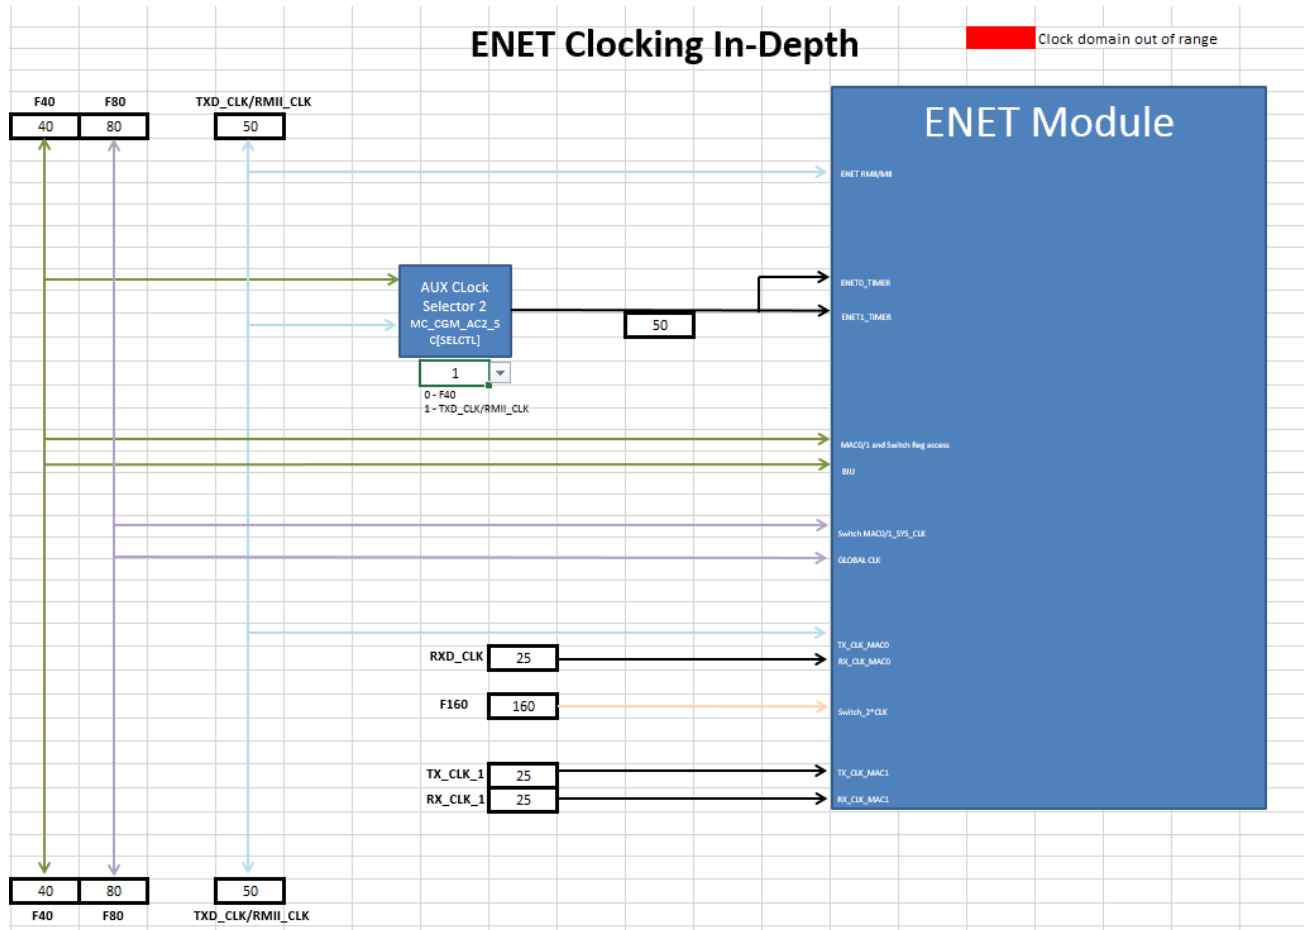 ENET Clocking In-Depth
Clock domain out of range
F40 F80 TXD_CLK/RMII_CLK
40 80 50
ENET Module
ENET RMII/MII
AUX CLock
Selector 2
MC_CGM_AC2_S
C[SELCTL]
ENET0_TIMER
ENET1_TIMER
50
1
0 - F40
1 - TXD_CLK/RMII_CLK
MAC0/1 and Switch Reg access
BIU
Switch MAC0/1_SYS_CLK
GLOBAL CLK
TX_CLK_MAC0
RXD_CLK 25 RX_CLK_MAC0
F160 160 Switch_2*CLK
TX_CLK_1 25 TX_CLK_MAC1
RX_CLK_1 25 RX_CLK_MAC1
40 80 50
F40 F80 TXD_CLK/RMII_CLK